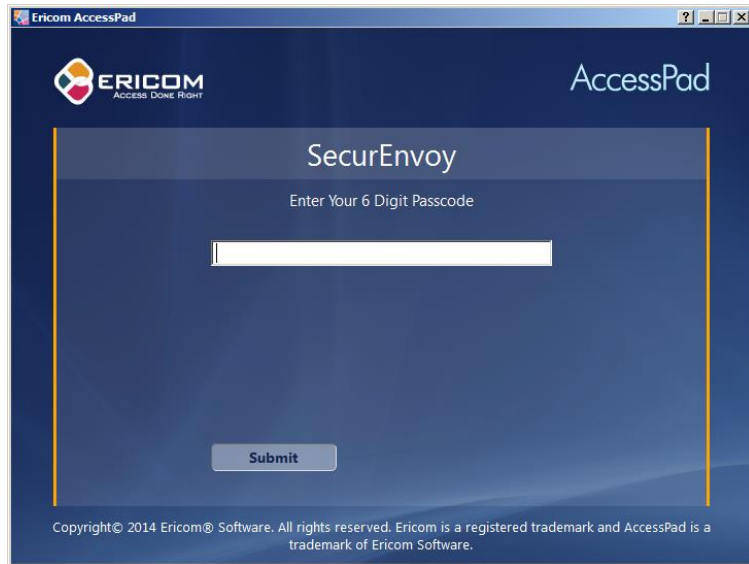 Ericom AccessPad
ERICOM
ACCESS DONE RIGHT
AccessPad
SecurEnvoy
Enter Your 6 Digit Passcode
Submit
Copyright© 2014 Ericom® Software. All rights reserved. Ericom is a registered trademark and AccessPad is a
trademark of Ericom Software.